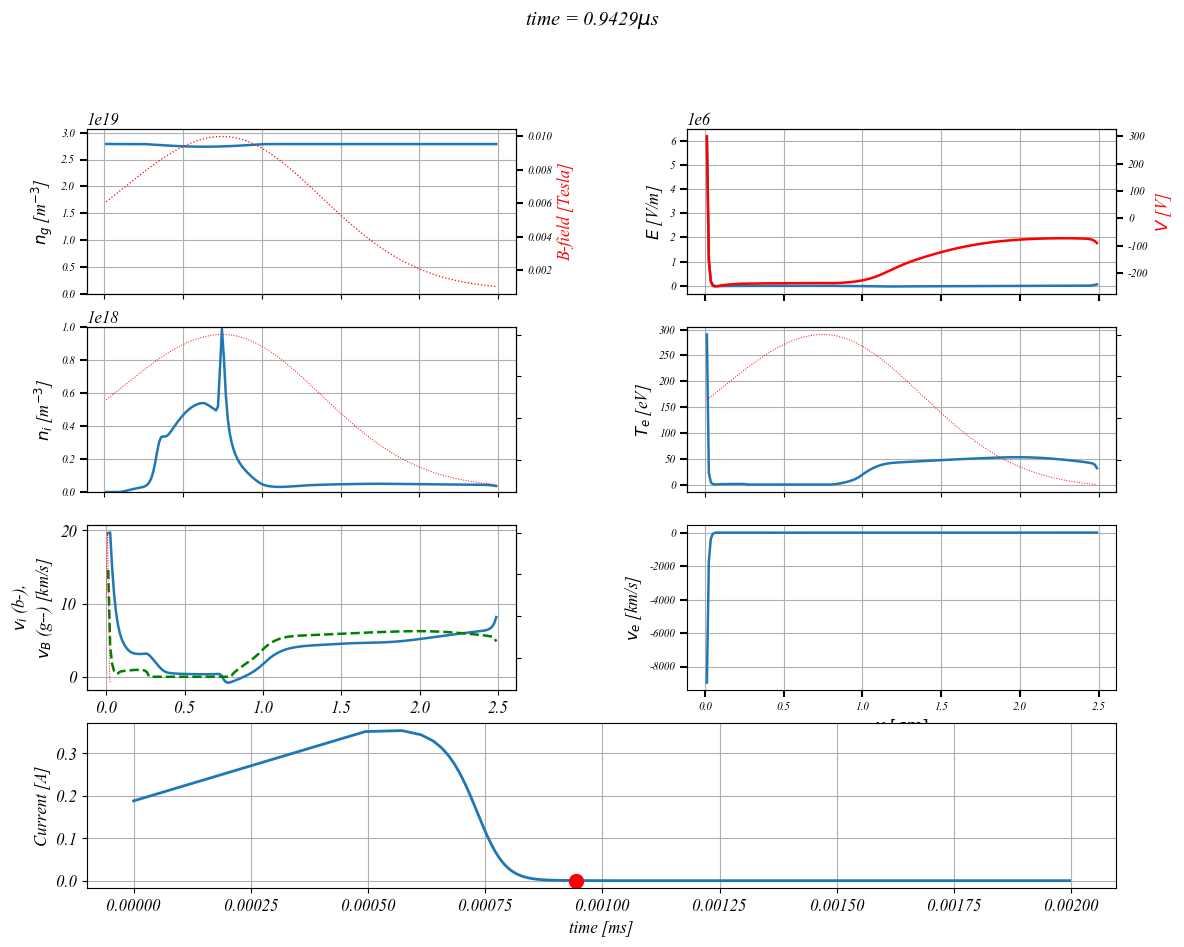 time = 0.9429μs
1e19
3.0
2.5
2.0
1.5
1.0
0.5
0.0
n_g [m^−3]
0.010
0.008
0.006
0.004
0.002
B-field [Tesla]
1e6
6
5
4
3
2
1
0
E [V/m]
300
200
100
0
-100
-200
V [V]
1e18
1.0
0.8
0.6
0.4
0.2
0.0
n_i [m^−3]
300
250
200
150
100
50
0
T_e [eV]
20
10
0
v_i (b-),
v_B (g--) [km/s]
0.0 0.5 1.0 1.5 2.0 2.5
0
-2000
-4000
-6000
-8000
v_e [km/s]
0.0 0.5 1.0 1.5 2.0 2.5
0.3
0.2
0.1
0.0
Current [A]
0.00000 0.00025 0.00050 0.00075 0.00100 0.00125 0.00150 0.00175 0.00200
time [ms]